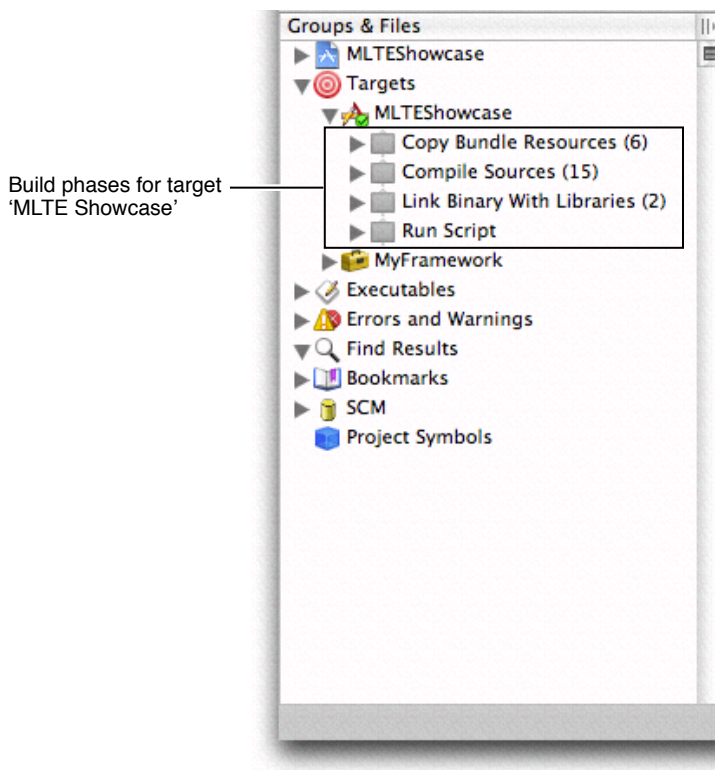 Groups & Files
MLTEShowcase
Targets
MLTEShowcase
Copy Bundle Resources (6)
Compile Sources (15)
Link Binary With Libraries (2)
Run Script
Build phases for target
‘MLTE Showcase’
MyFramework
Executables
Errors and Warnings
Find Results
Bookmarks
SCM
Project Symbols